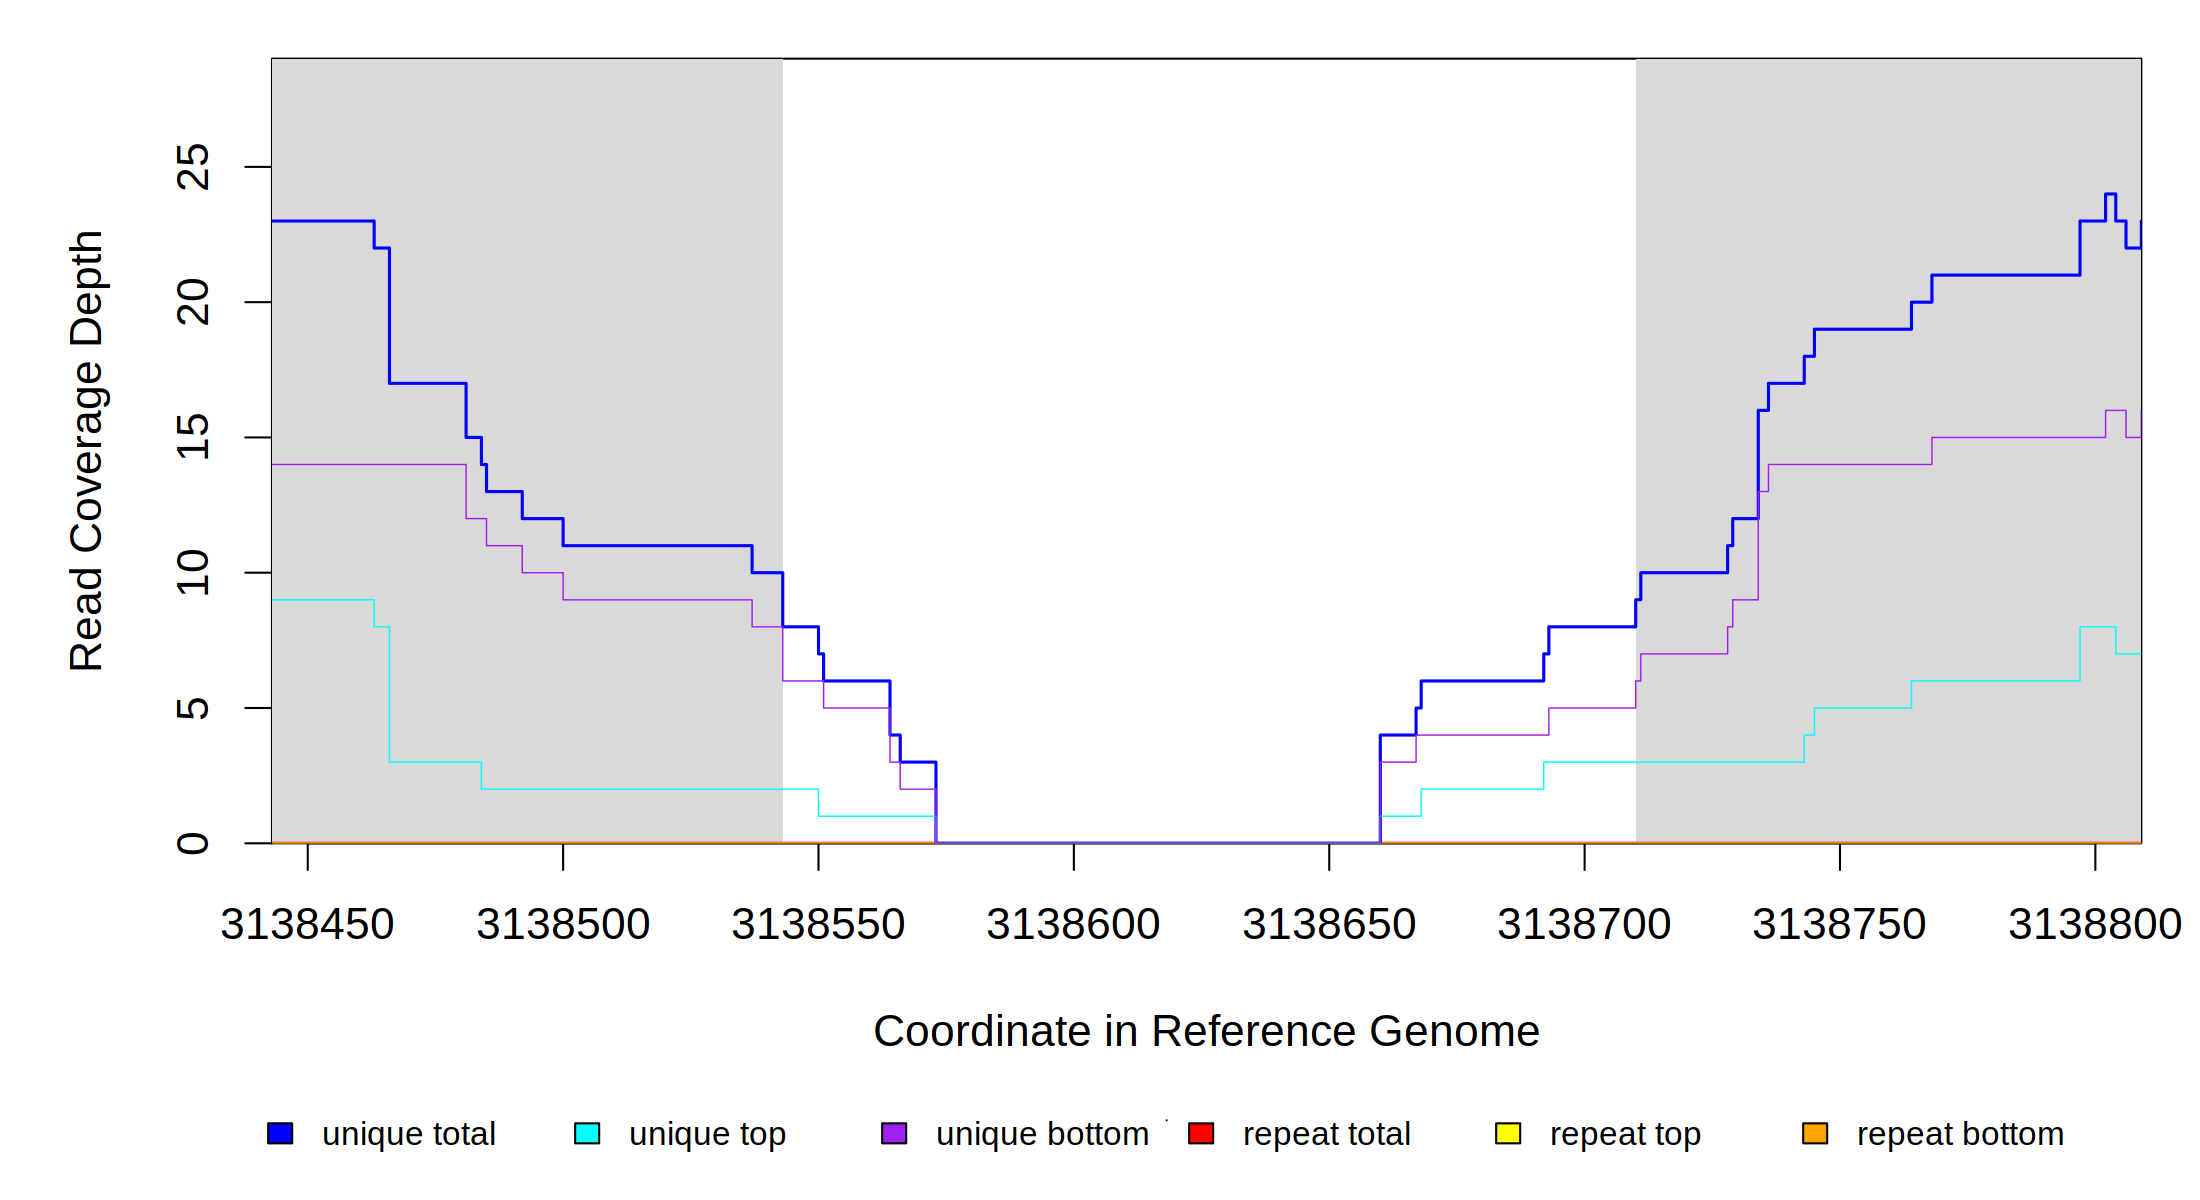 Read Coverage Depth
25
20
15
10
5
0
3138450 3138500 3138550 3138600 3138650 3138700 3138750 3138800
Coordinate in Reference Genome
unique total unique top unique bottom repeat total repeat top repeat bottom